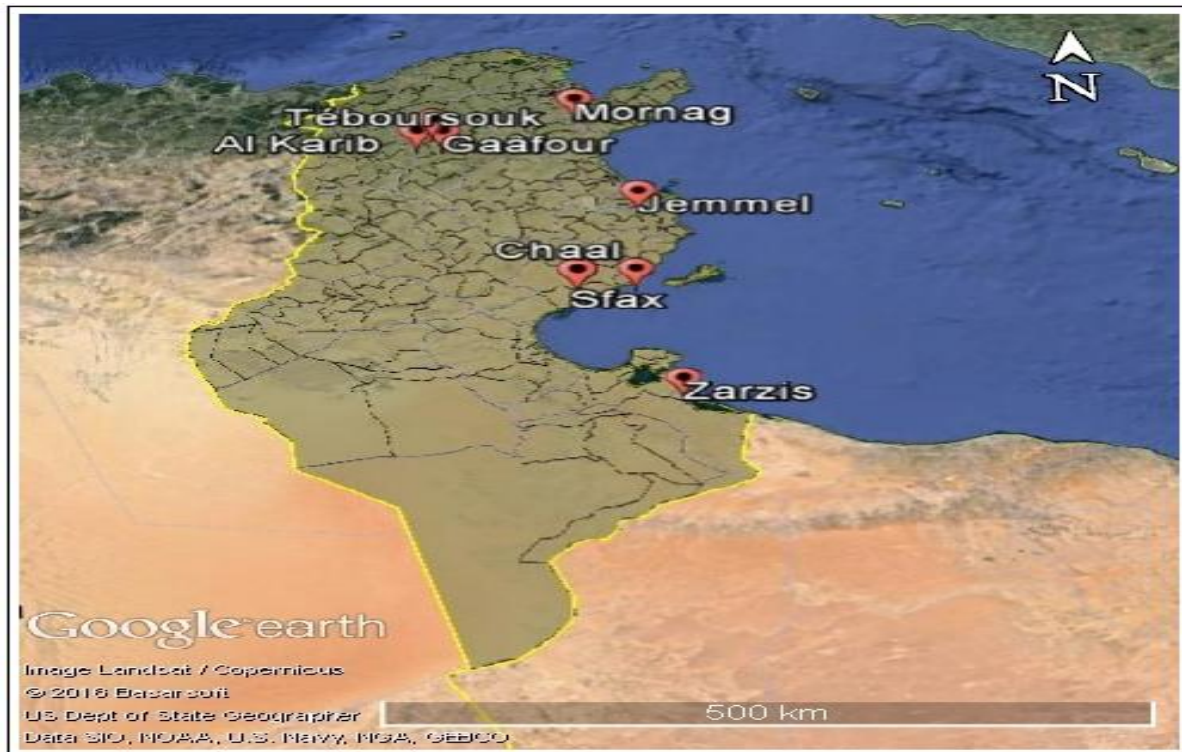 N
Mornag
Téboursouk
Al Karib
Gaafour
Jemmel
Chaal
Sfax
Zarzis
Google earth
Image Landsat / Copernicus
© 2016 Basarsoft
US Dept of State Geographer
500 km
Data SIO, NOAA, U.S. Navy, NGA, GEBCO